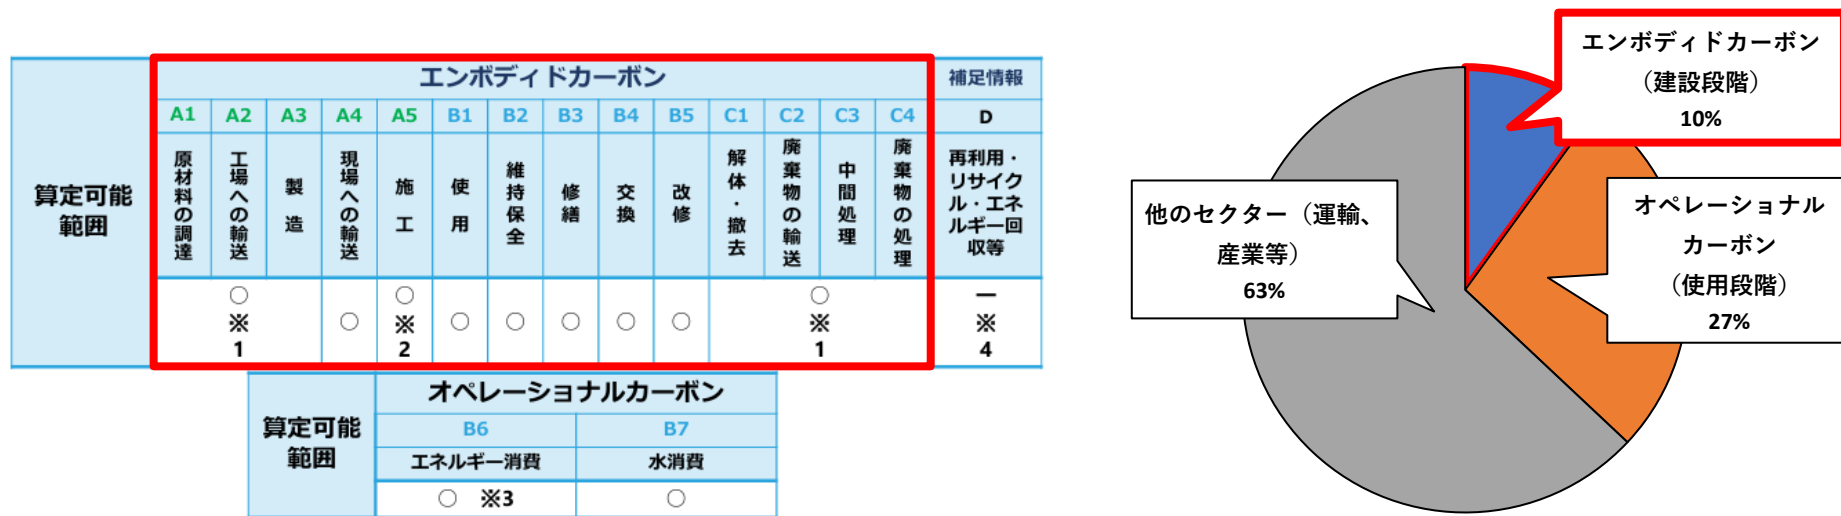 エンボディドカーボン
補足情報
算定可能
範囲
A1 A2 A3 A4 A5 B1 B2 B3 B4 B5 C1 C2 C3 C4 D
原材料の調達
工場への輸送
製造
現場への輸送
施工
使用
維持保全
修繕
交換
改修
解体・撤去
廃棄物の輸送
中間処理
廃棄物の処理
再利用・
リサイク
ル・エネ
ルギー回
収等
○
※
1
○
○
※
2
○
○
○
○
○
○
※
1
ー
※
4
算定可能
範囲
オペレーショナルカーボン
B6 B7
エネルギー消費 水消費
○ ※3 ○
エンボディドカーボン
（建設段階）
10%
オペレーショナル
カーボン
（使用段階）
27%
他のセクター（運輸、
産業等）
63%